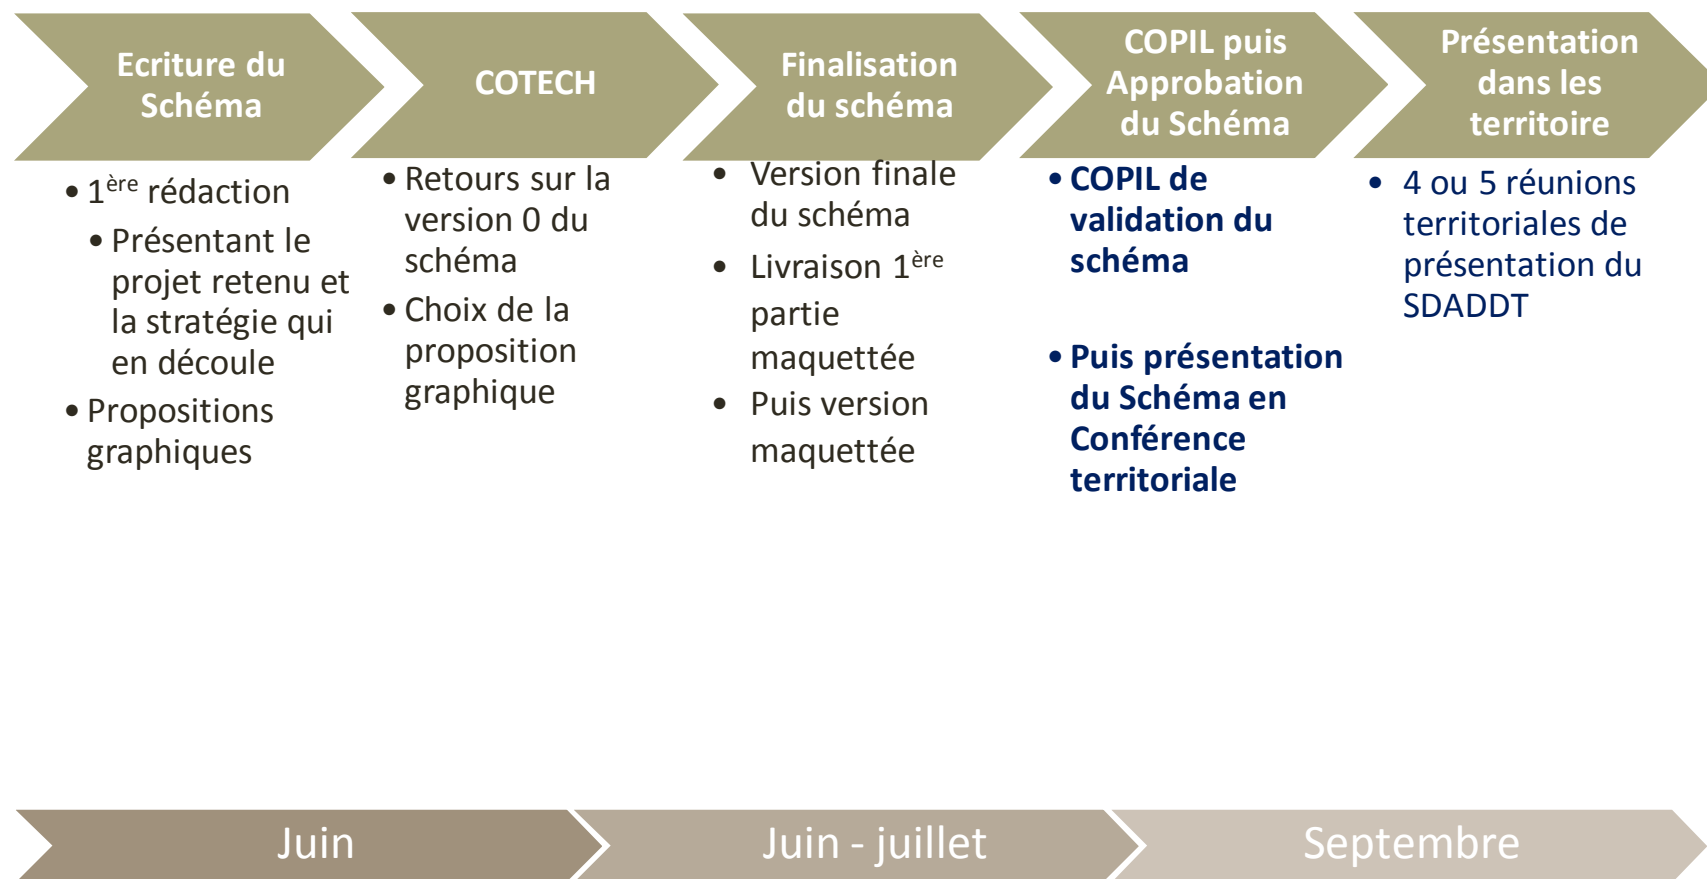 Ecriture du
Schéma
COTECH
Finalisation
du schéma
COPIL puis
Approbation
du Schéma
Présentation
dans les
territoire
• 1ère rédaction
• Présentant le
projet retenu et
la stratégie qui
en découle
• Propositions
graphiques
• Retours sur la
version 0 du
schéma
• Choix de la
proposition
graphique
• Version finale
du schéma
• Livraison 1ère
partie
maquettée
• Puis version
maquettée
• COPIL de
validation du
schéma
• Puis présentation
du Schéma en
Conférence
territoriale
• 4 ou 5 réunions
territoriales de
présentation du
SDADDT
Juin
Juin - juillet
Septembre